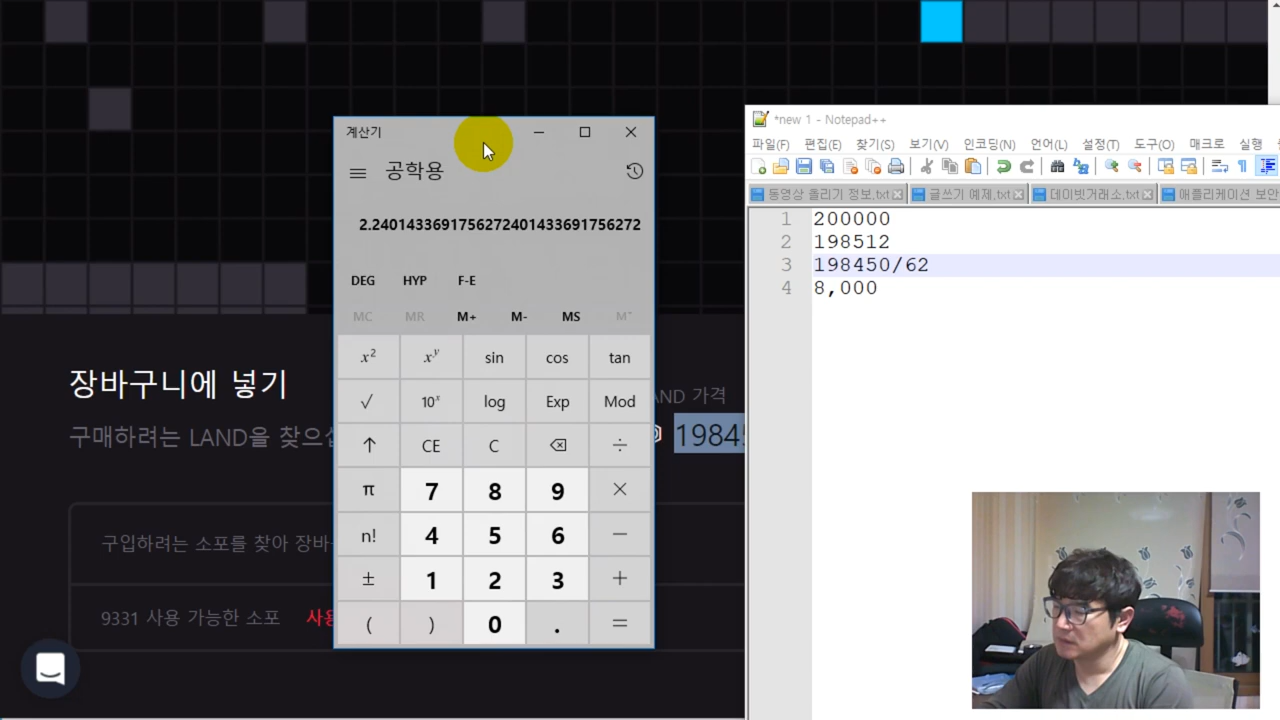 계산기
공학용
2.2401433691756272401433691756272
DEG HYP F-E
MC MR M+ M- MS M˅
x² xʸ sin cos tan
√ 10ˣ log Exp Mod
↑ CE C ÷
π 7 8 9 ×
n! 4 5 6 −
± 1 2 3 +
( ) 0 . =
*new 1 - Notepad++
파일(F) 편집(E) 찾기(S) 보기(V) 인코딩(N) 언어(L) 설정(T) 도구(O) 매크로 실행
동영상 올리기 정보.txt 글쓰기 예제.txt 데이빗거래소.txt 애플리케이션 보안
1 200000
2 198512
3 198450/62
4 8,000
장바구니에 넣기
구매하려는 LAND을 찾으십
AND 가격
1984
구입하려는 소포를 찾아 장바
9331 사용 가능한 소포 사용